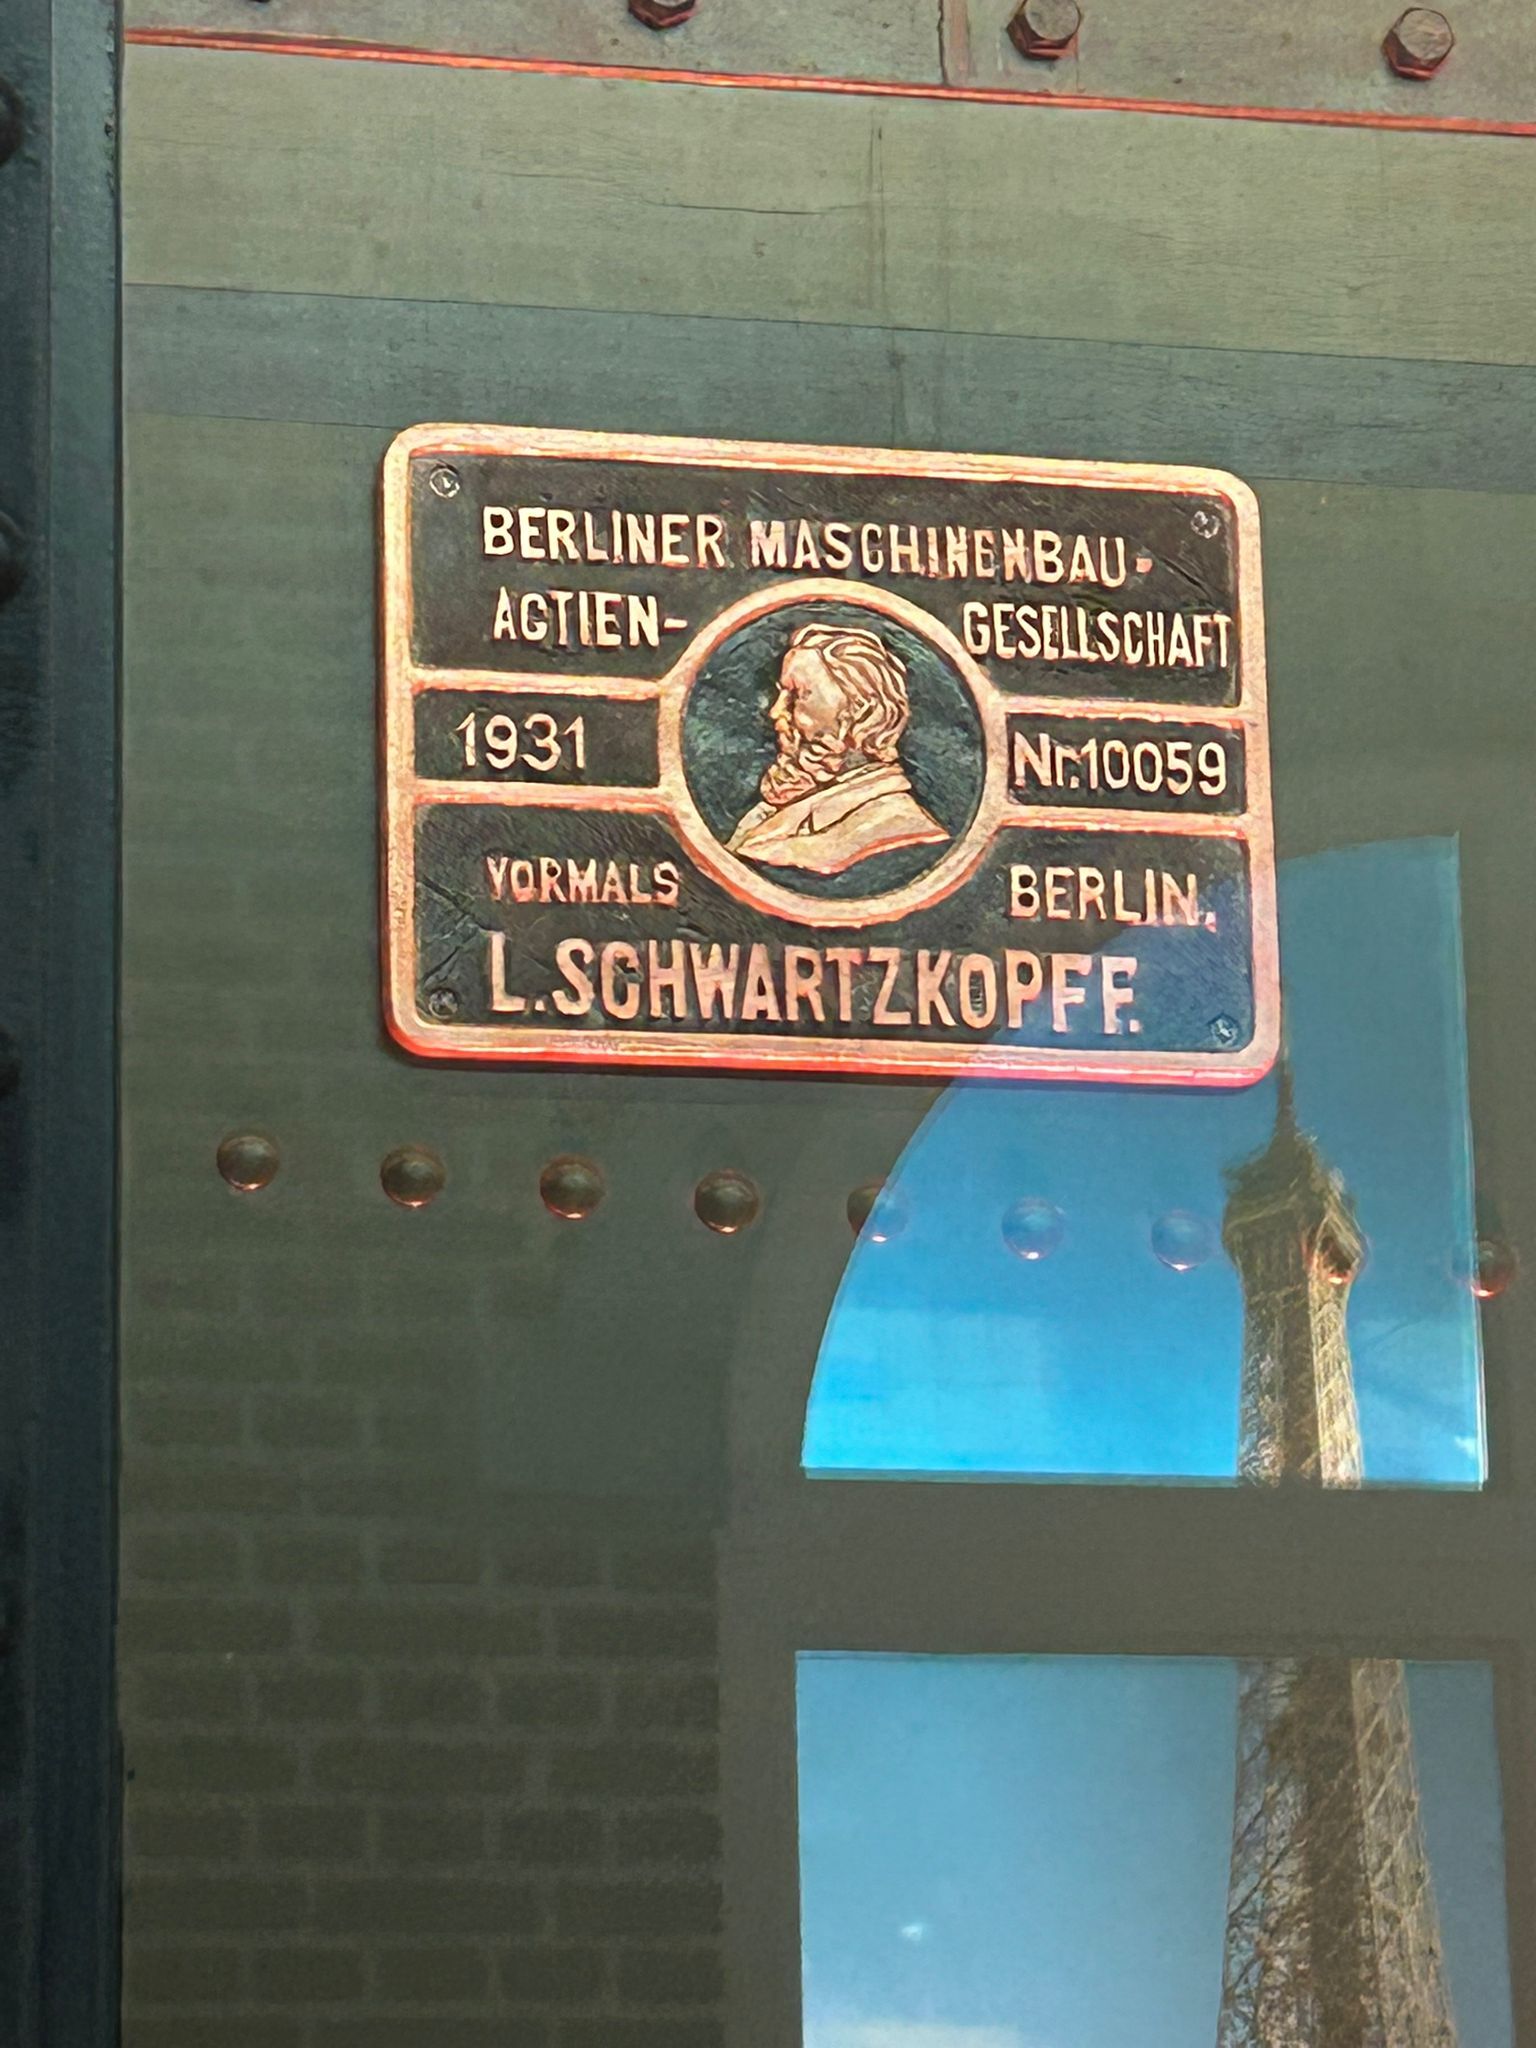 BERLINER MASCHINENBAU-
ACTIEN- GESELLSCHAFT
1931 Nr.10059
VORMALS BERLIN.
L.SCHWARTZKOPFF.